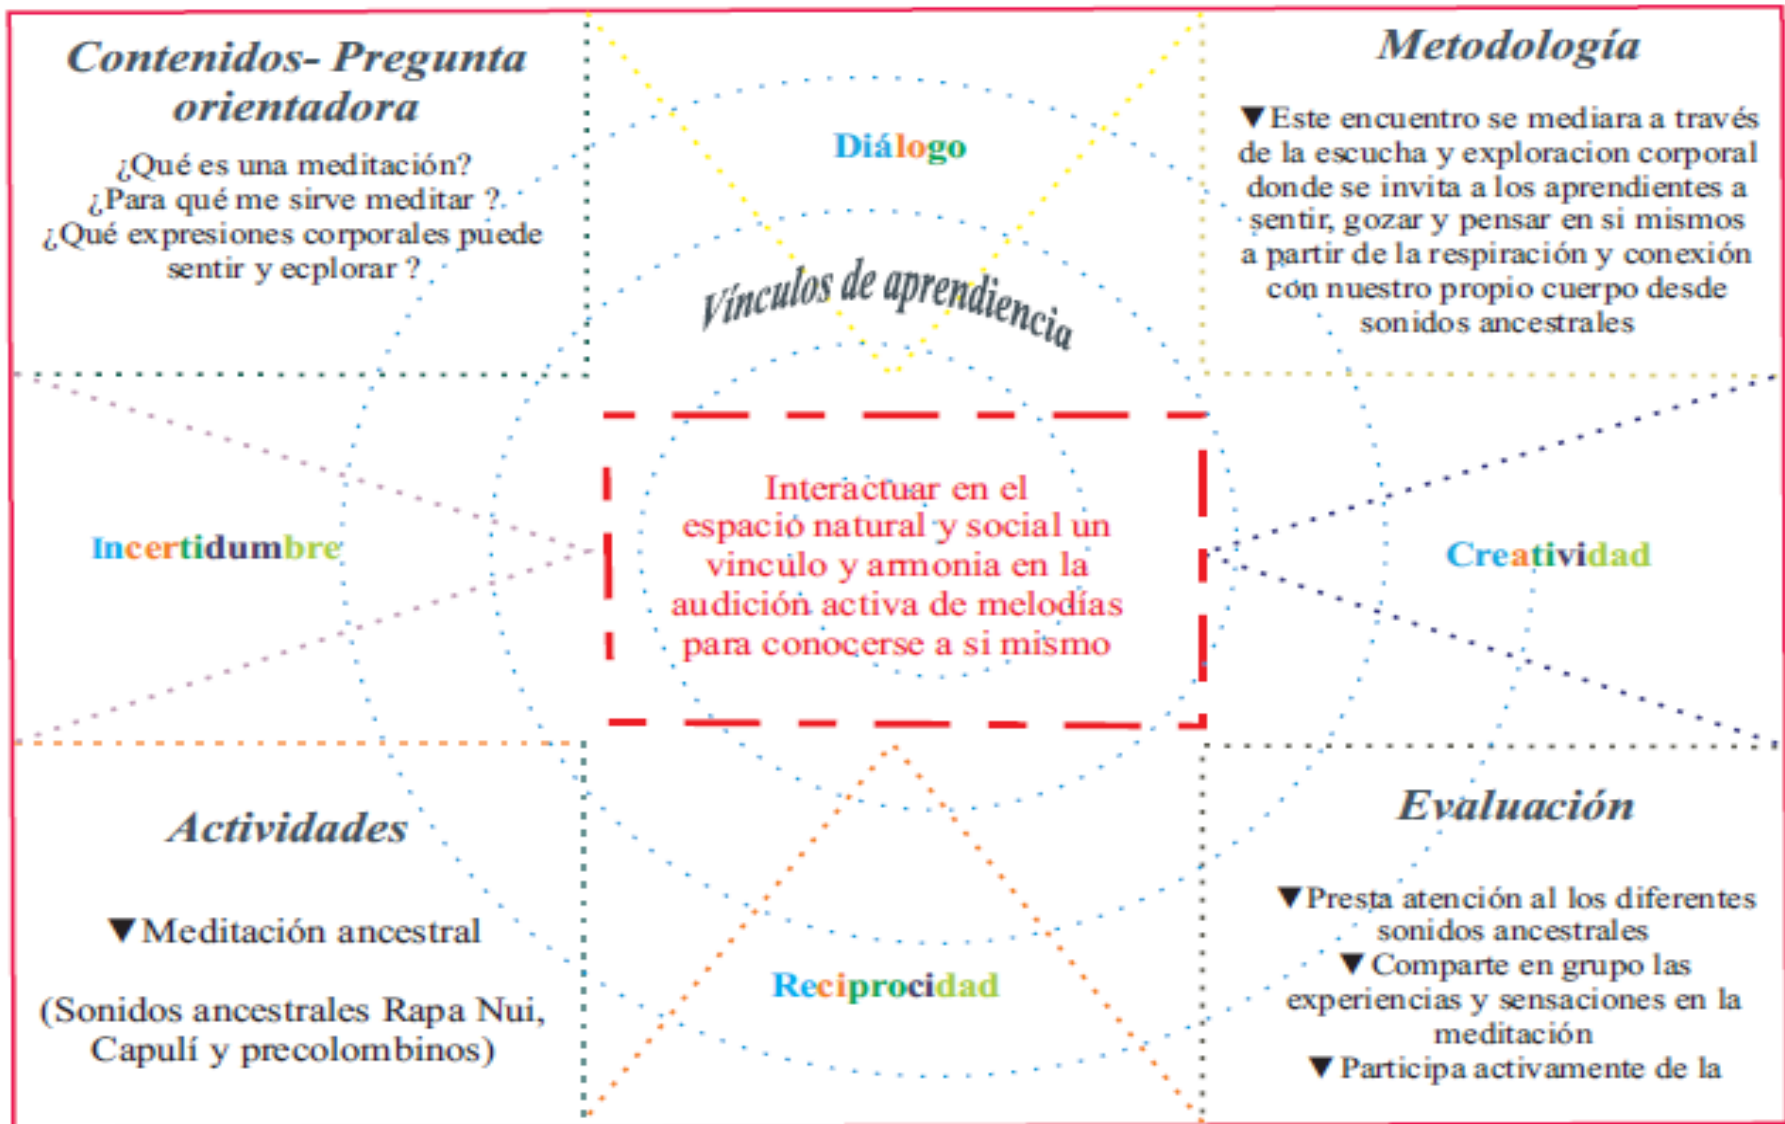 Contenidos- Pregunta
orientadora
¿Qué es una meditación?
¿Para qué me sirve meditar ?
¿Qué expresiones corporales puede
sentir y ecplorar ?
Diálogo
Metodología
▼Este encuentro se mediara a través
de la escucha y exploracion corporal
donde se invita a los aprendientes a
sentir, gozar y pensar en si mismos
a partir de la respiración y conexión
con nuestro propio cuerpo desde
sonidos ancestrales
Vínculos de aprendiencia
Incertidumbre
Interactuar en el
espacio natural y social un
vinculo y armonia en la
audición activa de melodías
para conocerse a si mismo
Creatividad
Actividades
▼Meditación ancestral
(Sonidos ancestrales Rapa Nui,
Capulí y precolombinos)
Reciprocidad
Evaluación
▼Presta atención al los diferentes
sonidos ancestrales
▼ Comparte en grupo las
experiencias y sensaciones en la
meditación
▼ Participa activamente de la